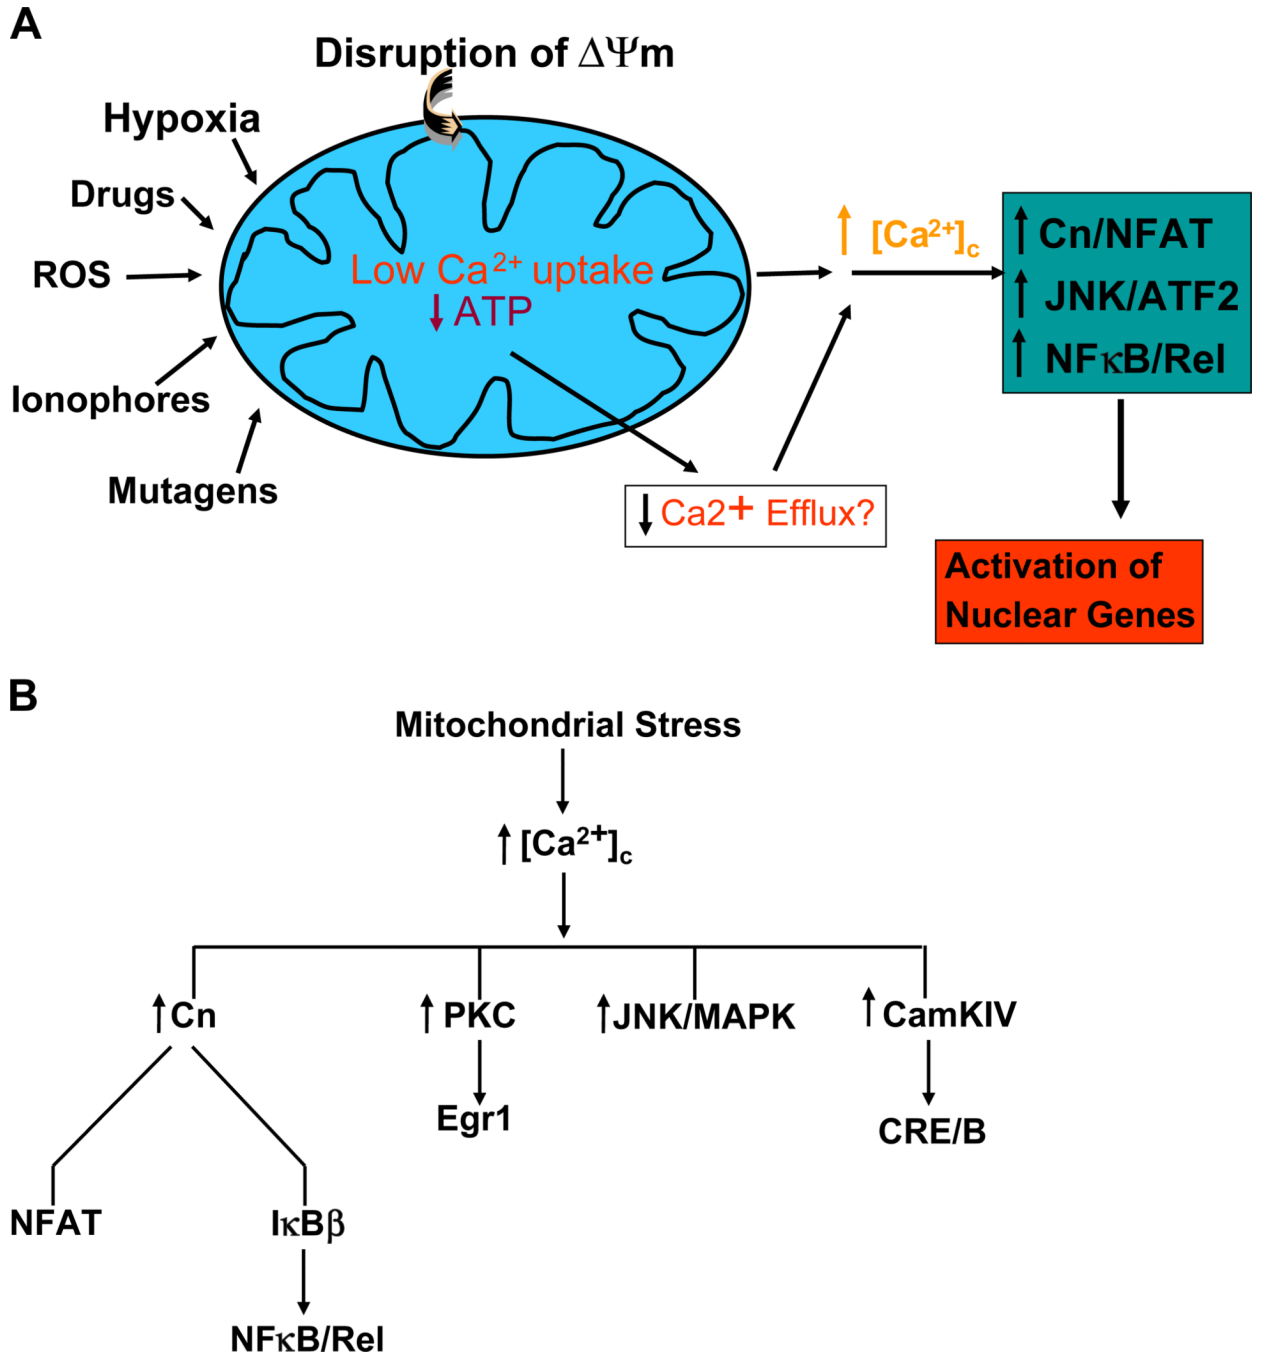 A
Disruption of ΔΨm
Hypoxia
Drugs
ROS
Ionophores
Mutagens
Low Ca²⁺ uptake
↓ ATP
↓ Ca2+ Efflux?
↑ [Ca²⁺]c
↑ Cn/NFAT
↑ JNK/ATF2
↑ NFκB/Rel
Activation of
Nuclear Genes
B
Mitochondrial Stress
↑ [Ca²⁺]c
↑ Cn
↑ PKC
↑ JNK/MAPK
↑ CamKIV
Egr1
CRE/B
NFAT
IκBβ
NFκB/Rel